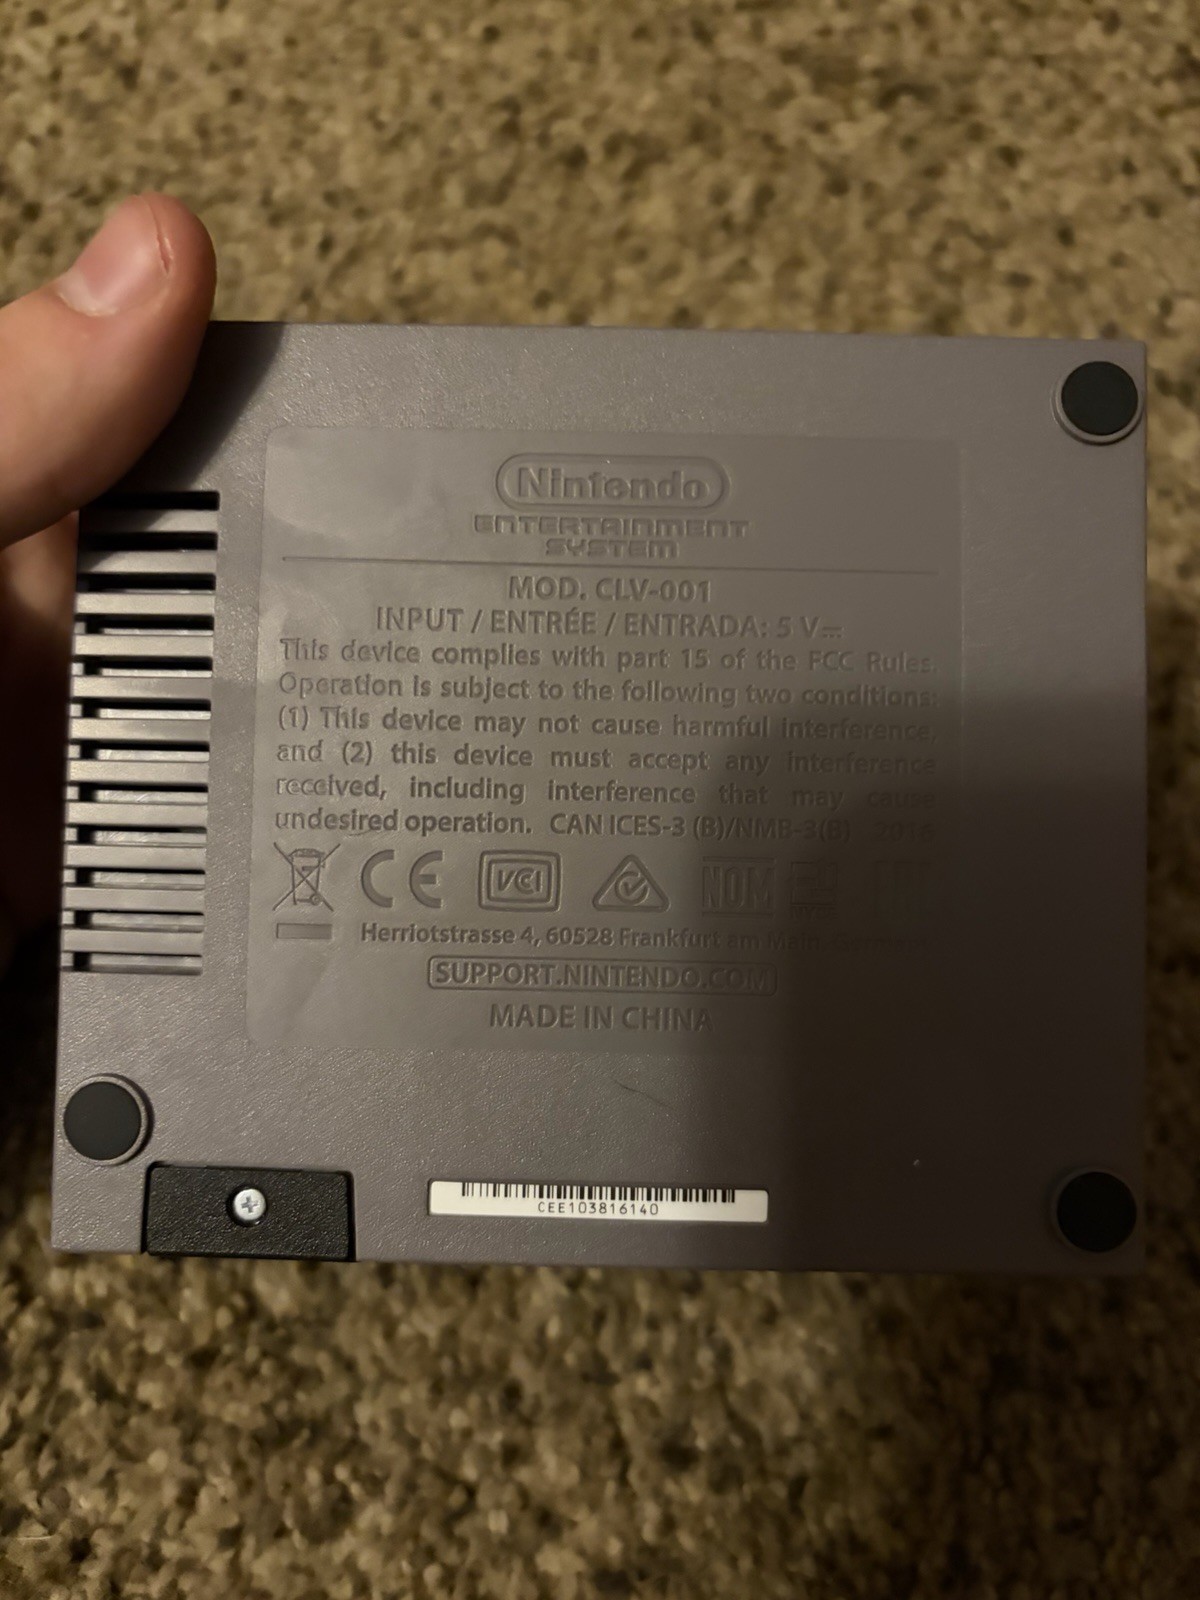 Nintendo
ENTERTAINMENT
SYSTEM
MOD. CLV-001
INPUT / ENTRÉE / ENTRADA: 5 V⎓
This device complies with part 15 of the FCC Rules.
Operation is subject to the following two conditions:
(1) This device may not cause harmful interference,
and (2) this device must accept any interference
received, including interference that may cause
undesired operation. CAN ICES-3 (B)/NMB-3(B) 2016
CE VCI NOM
Herriotstrasse 4, 60528 Frankfurt am Main, Germany
SUPPORT.NINTENDO.COM
MADE IN CHINA
CEE103816140